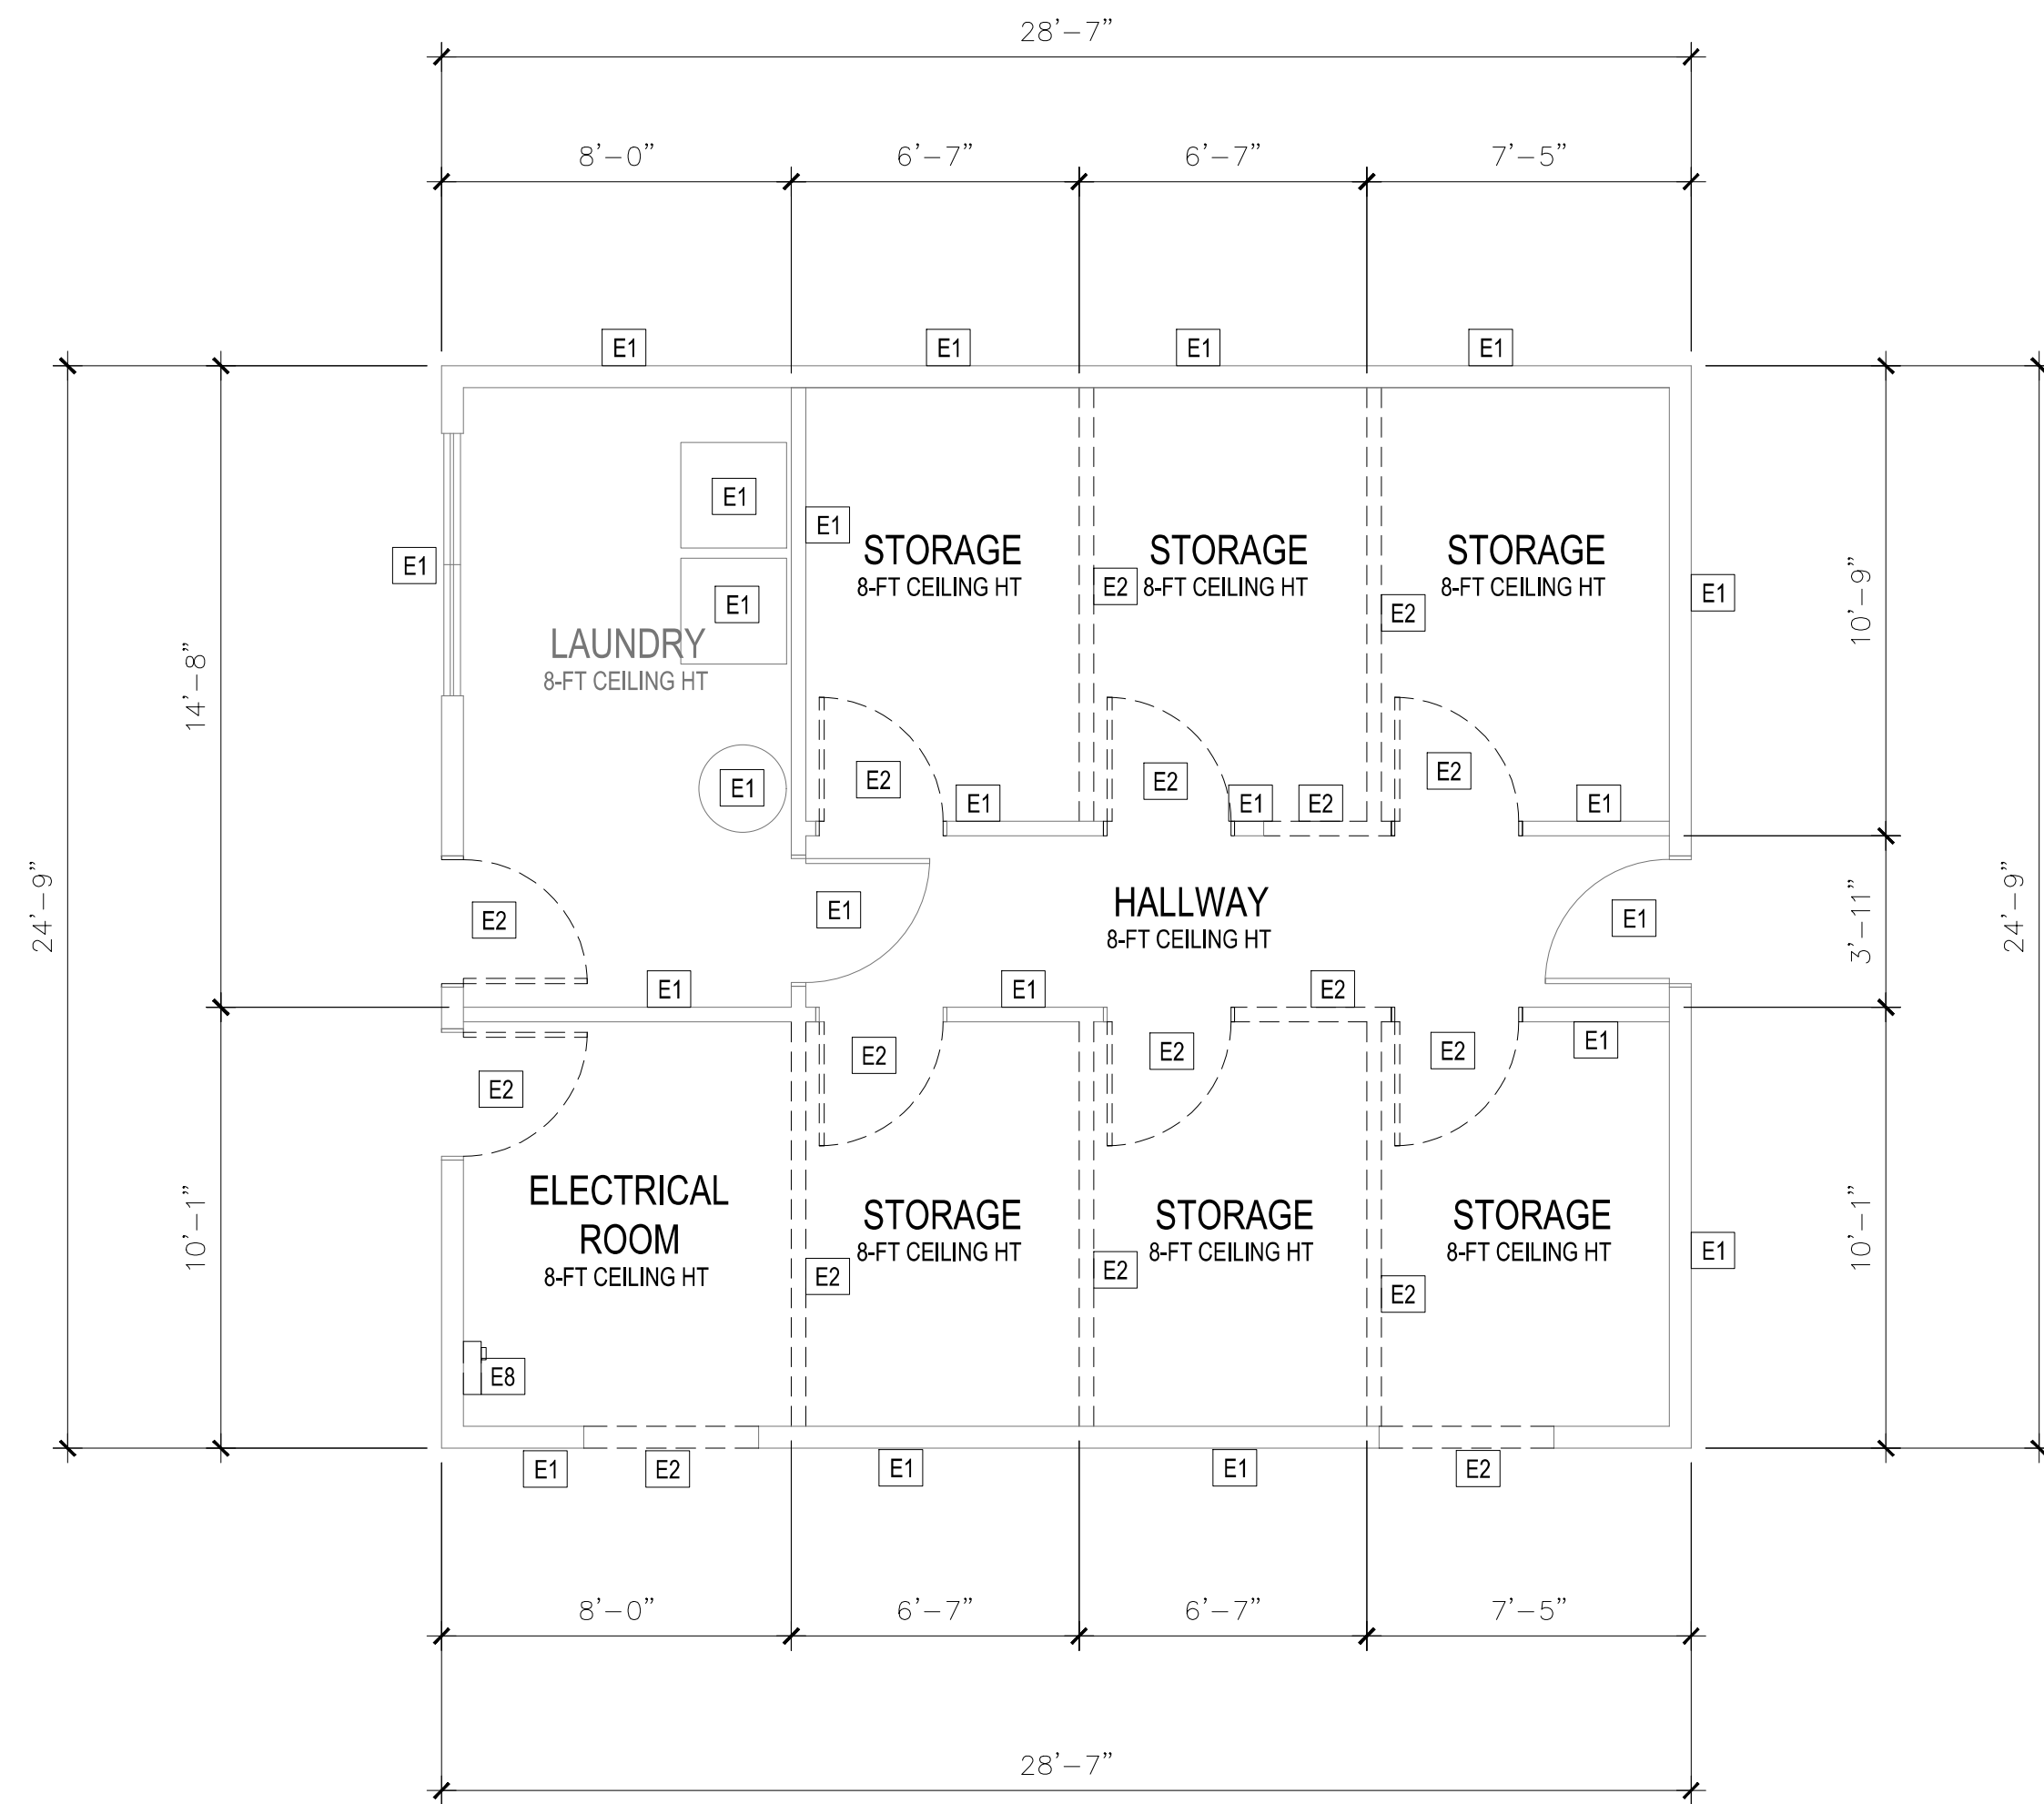 28'-7"
8'-0" 6'-7" 6'-7" 7'-5"
E1 E1 E1 E1
E1
E1
STORAGE STORAGE STORAGE
8-FT CEILING HT 8-FT CEILING HT 8-FT CEILING HT
E1
E2
E1
E1
E2
LAUNDRY
8-FT CEILING HT
14'-8"
10'-9"
E1
E2
E2
E2
E1
E1
E2
E1
24'-9"
24'-9"
E2
E1
HALLWAY
8-FT CEILING HT
E1
3'-11"
E1
E1
E2
E2
E2
E2
E1
E2
ELECTRICAL
ROOM
8-FT CEILING HT
STORAGE STORAGE STORAGE
8-FT CEILING HT 8-FT CEILING HT 8-FT CEILING HT
10'-1"
10'-1"
E1
E2
E2
E2
E8
E1 E2 E1 E1 E2
8'-0" 6'-7" 6'-7" 7'-5"
28'-7"